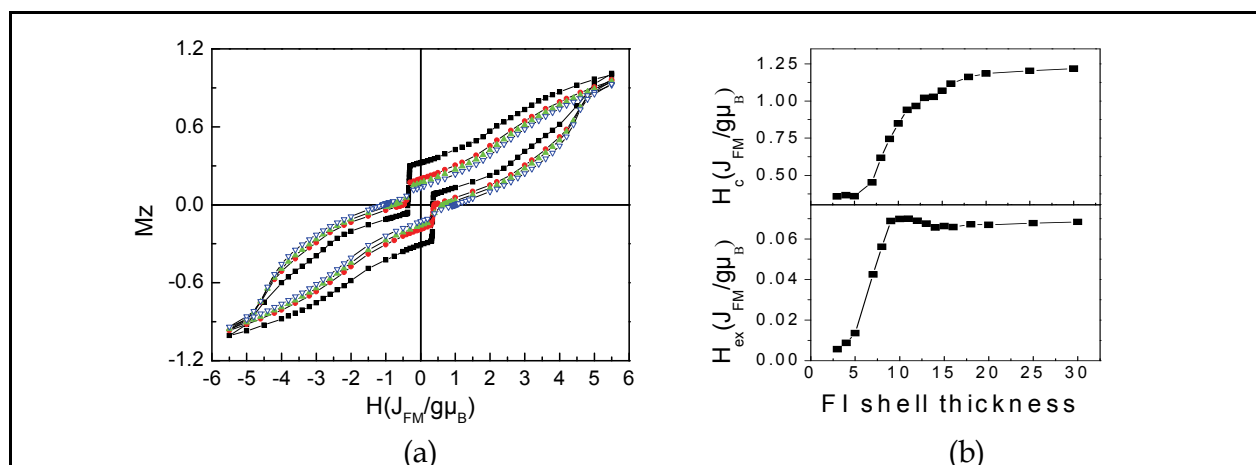 1.2
0.6
0.0
-0.6
-1.2
Mz
-6 -5 -4 -3 -2 -1 0 1 2 3 4 5 6
H(J_FM/gμ_B)
(a)
1.25
1.00
0.75
0.50
H_c(J_FM/gμ_B)
0.06
0.04
0.02
0.00
H_ex(J_FM/gμ_B)
0 5 10 15 20 25 30
FI shell thickness
(b)